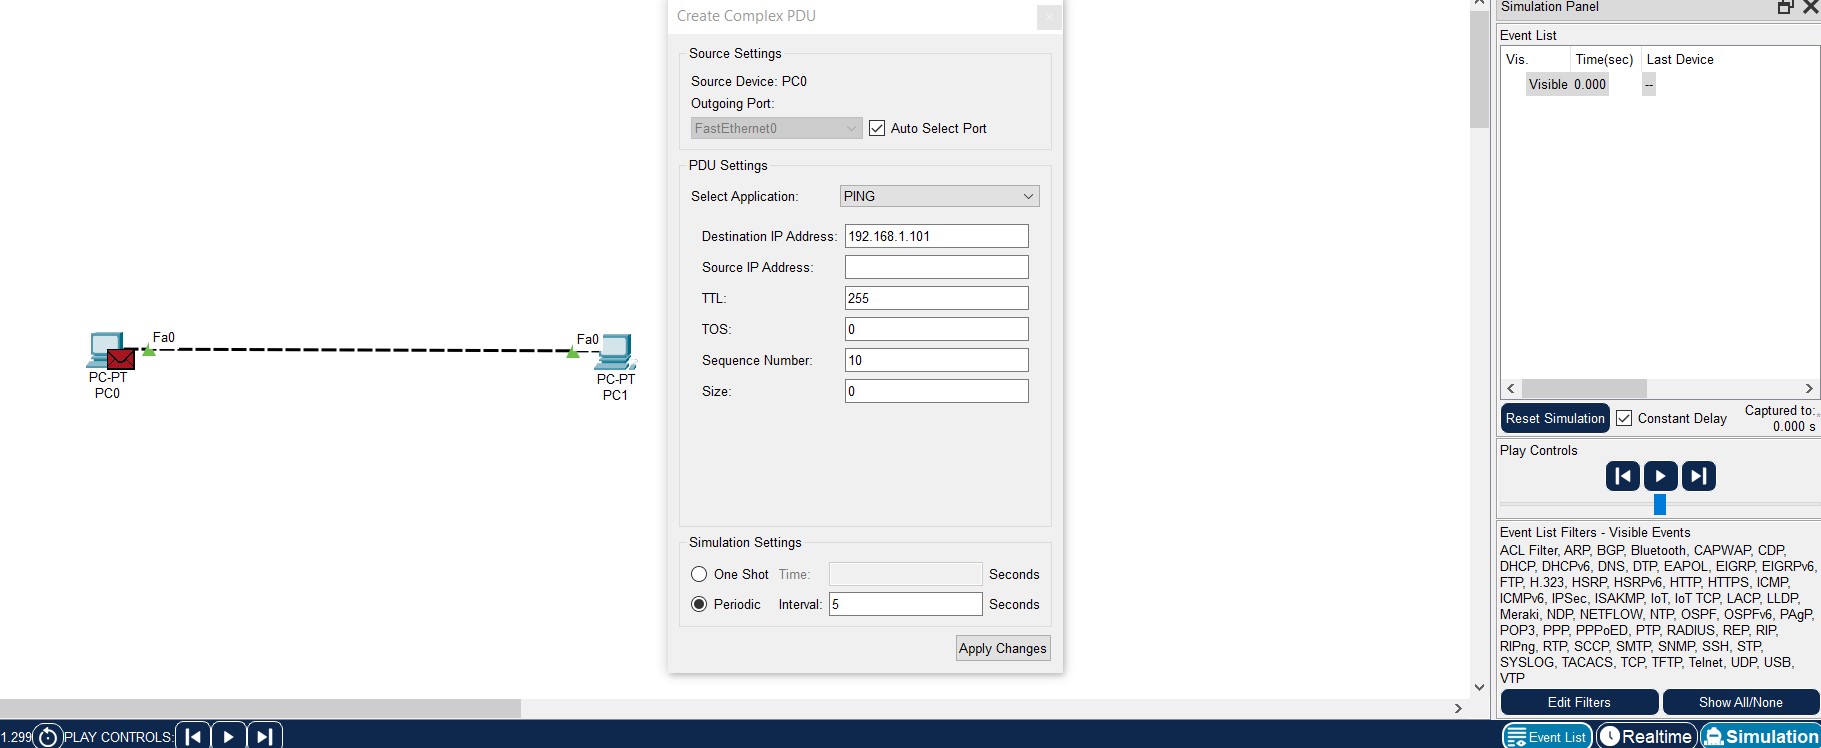 Create Complex PDU
Source Settings
Source Device: PC0
Outgoing Port:
FastEthernet0
Auto Select Port
PDU Settings
Select Application:
PING
Destination IP Address:
192.168.1.101
Source IP Address:
TTL:
255
TOS:
0
Sequence Number:
10
Size:
0
Simulation Settings
One Shot Time: Seconds
Periodic Interval: 5 Seconds
Apply Changes
Fa0
PC-PT
PC0
Fa0
PC-PT
PC1
Simulation Panel
Event List
Vis. Time(sec) Last Device
Visible 0.000 --
Reset Simulation
Constant Delay
Captured to:
0.000 s
Play Controls
Event List Filters - Visible Events
ACL Filter, ARP, BGP, Bluetooth, CAPWAP, CDP,
DHCP, DHCPv6, DNS, DTP, EAPOL, EIGRP, EIGRPv6,
FTP, H.323, HSRP, HSRPv6, HTTP, HTTPS, ICMP,
ICMPv6, IPSec, ISAKMP, IoT, IoT TCP, LACP, LLDP,
Meraki, NDP, NETFLOW, NTP, OSPF, OSPFv6, PAgP,
POP3, PPP, PPPoED, PTP, RADIUS, REP, RIP,
RIPng, RTP, SCCP, SMTP, SNMP, SSH, STP,
SYSLOG, TACACS, TCP, TFTP, Telnet, UDP, USB,
VTP
Edit Filters
Show All/None
1.299
PLAY CONTROLS:
Event List
Realtime
Simulation